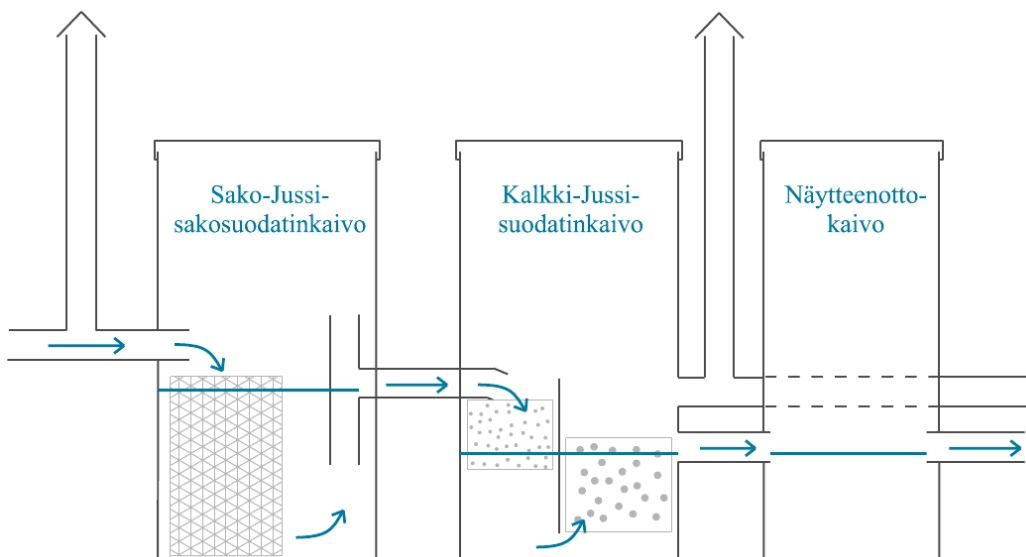 Sako-Jussi-
sakosuodatinkaivo
Kalkki-Jussi-
suodatinkaivo
Näytteenotto-
kaivo